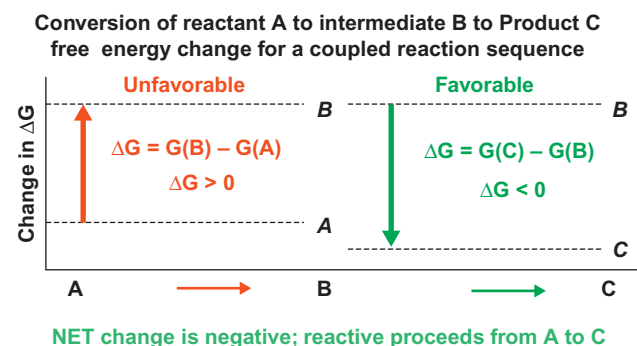 Conversion of reactant A to intermediate B to Product C
free energy change for a coupled reaction sequence
Unfavorable
Favorable
B
B
ΔG = G(B) – G(A)
ΔG = G(C) – G(B)
ΔG > 0
ΔG < 0
A
C
Change in ΔG
A
B
C
NET change is negative; reactive proceeds from A to C